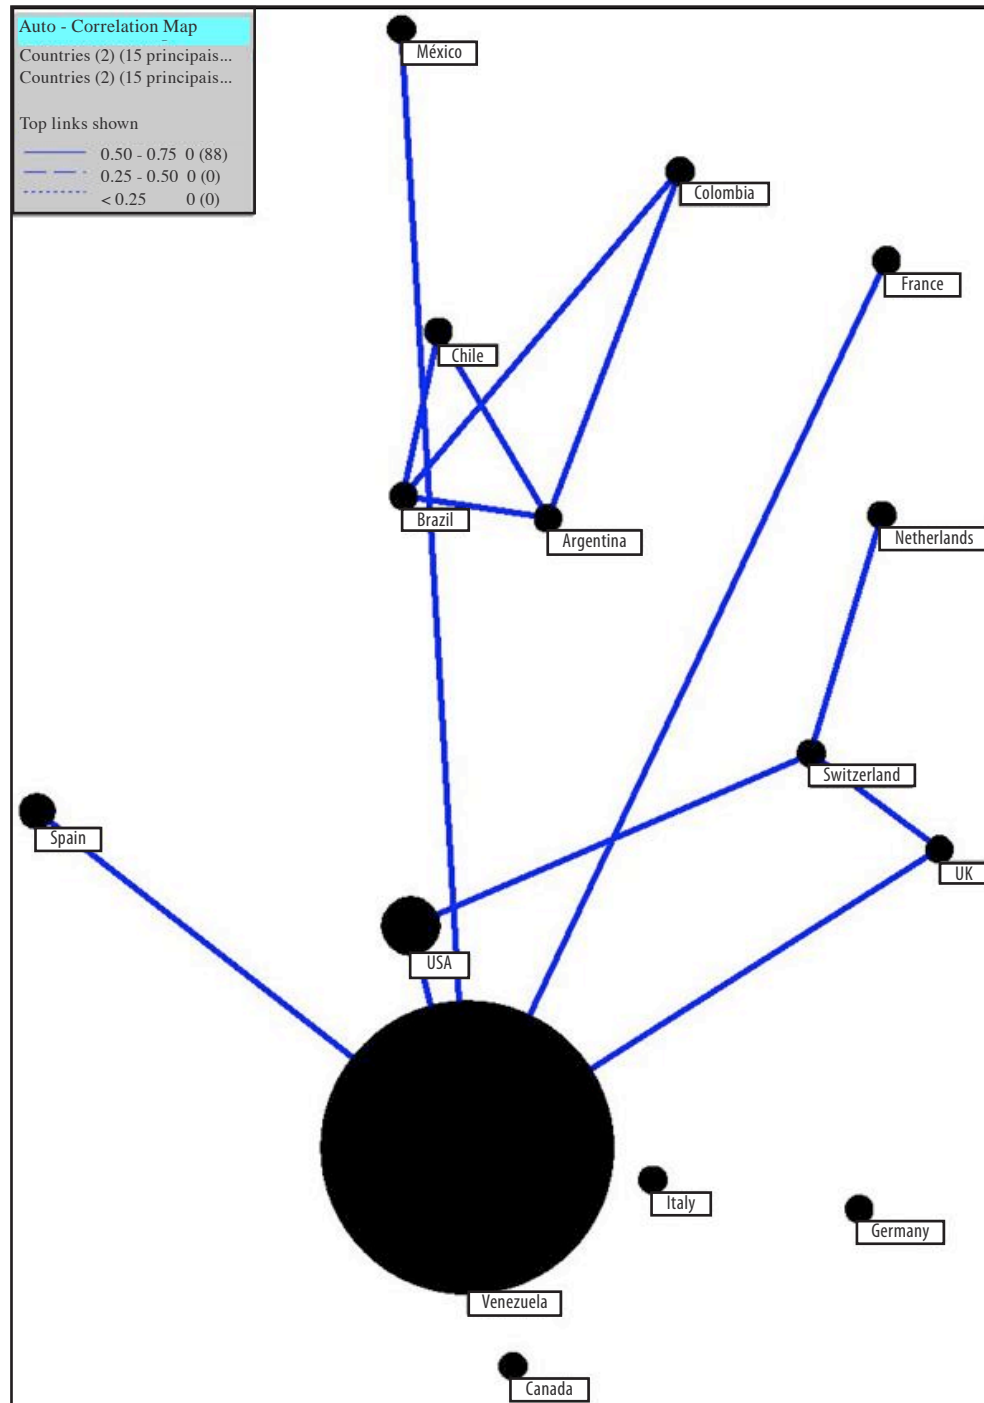 Auto - Correlation Map
Countries (2) (15 principais...
Countries (2) (15 principais...
Top links shown
0.50 - 0.75 0 (88)
0.25 - 0.50 0 (0)
< 0.25 0 (0)
México
Colombia
France
Chile
Brazil
Argentina
Netherlands
Switzerland
Spain
UK
USA
Italy
Germany
Venezuela
Canada